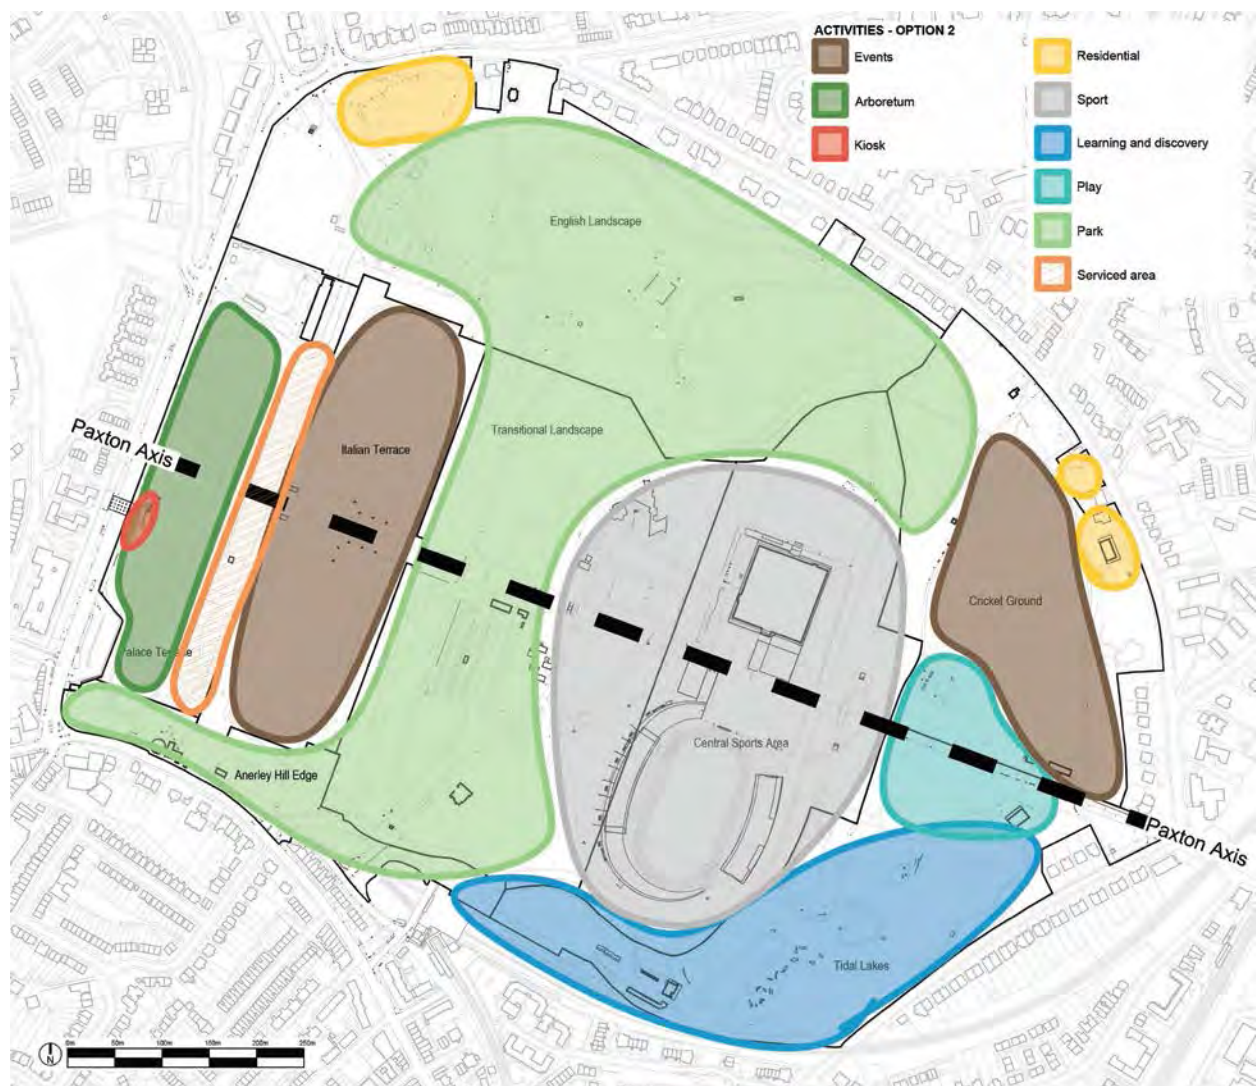 ACTIVITIES - OPTION 2
Events
Arboretum
Kiosk
Residential
Sport
Learning and discovery
Play
Park
Serviced area
English Landscape
Transitional Landscape
Paxton Axis
Italian Terrace
Cricket Ground
Palace Terrace
Central Sports Area
Anerley Hill Edge
Paxton Axis
Tidal Lakes
N
0m 50m 100m 150m 200m 250m